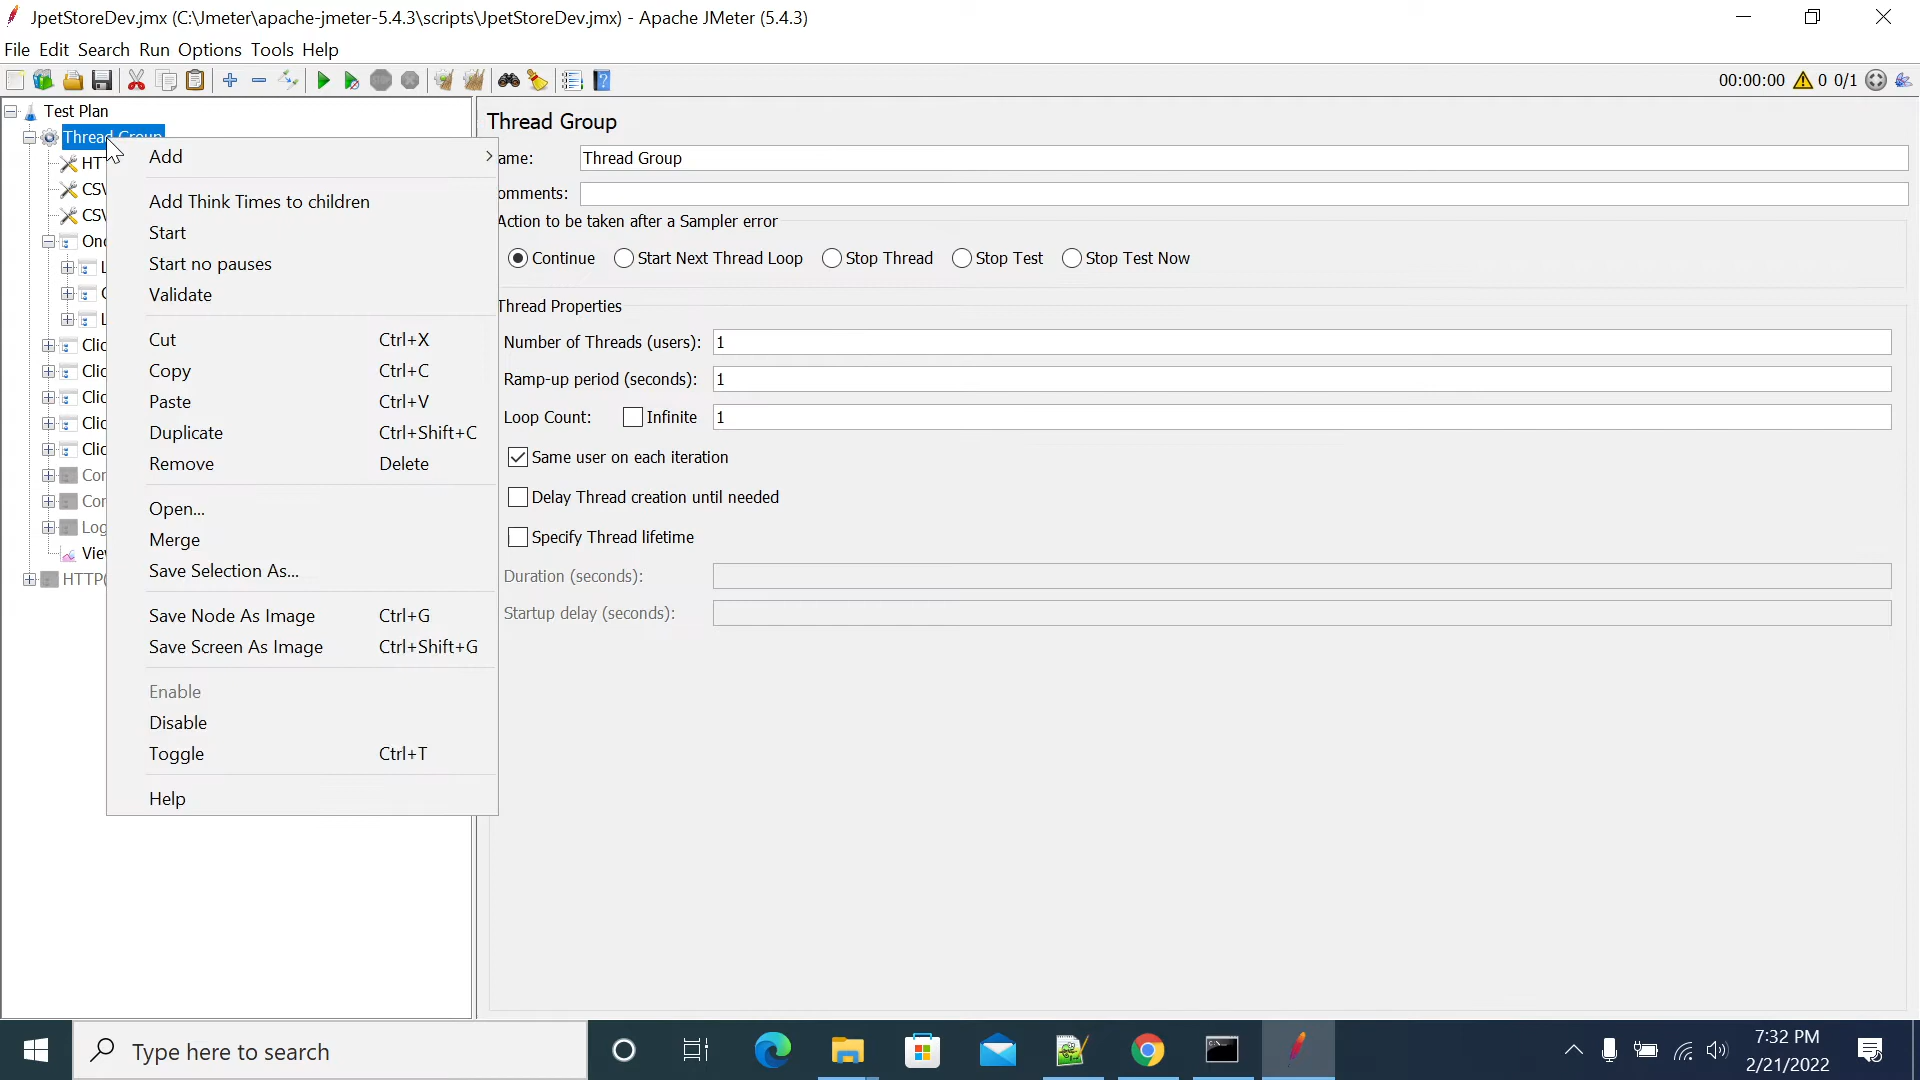 JpetStoreDev.jmx (C:\Jmeter\apache-jmeter-5.4.3\scripts\JpetStoreDev.jmx) - Apache JMeter (5.4.3)
File Edit Search Run Options Tools Help
00:00:00 0 0/1
Test Plan
Thread Group
Add
Add Think Times to children
Start
Start no pauses
Validate
Cut Ctrl+X
Copy Ctrl+C
Paste Ctrl+V
Duplicate Ctrl+Shift+C
Remove Delete
Open...
Merge
Save Selection As...
Save Node As Image Ctrl+G
Save Screen As Image Ctrl+Shift+G
Enable
Disable
Toggle Ctrl+T
Help
Thread Group
ame: Thread Group
omments:
Action to be taken after a Sampler error
Continue Start Next Thread Loop Stop Thread Stop Test Stop Test Now
Thread Properties
Number of Threads (users): 1
Ramp-up period (seconds): 1
Loop Count: Infinite 1
Same user on each iteration
Delay Thread creation until needed
Specify Thread lifetime
Duration (seconds):
Startup delay (seconds):
Type here to search
7:32 PM
2/21/2022